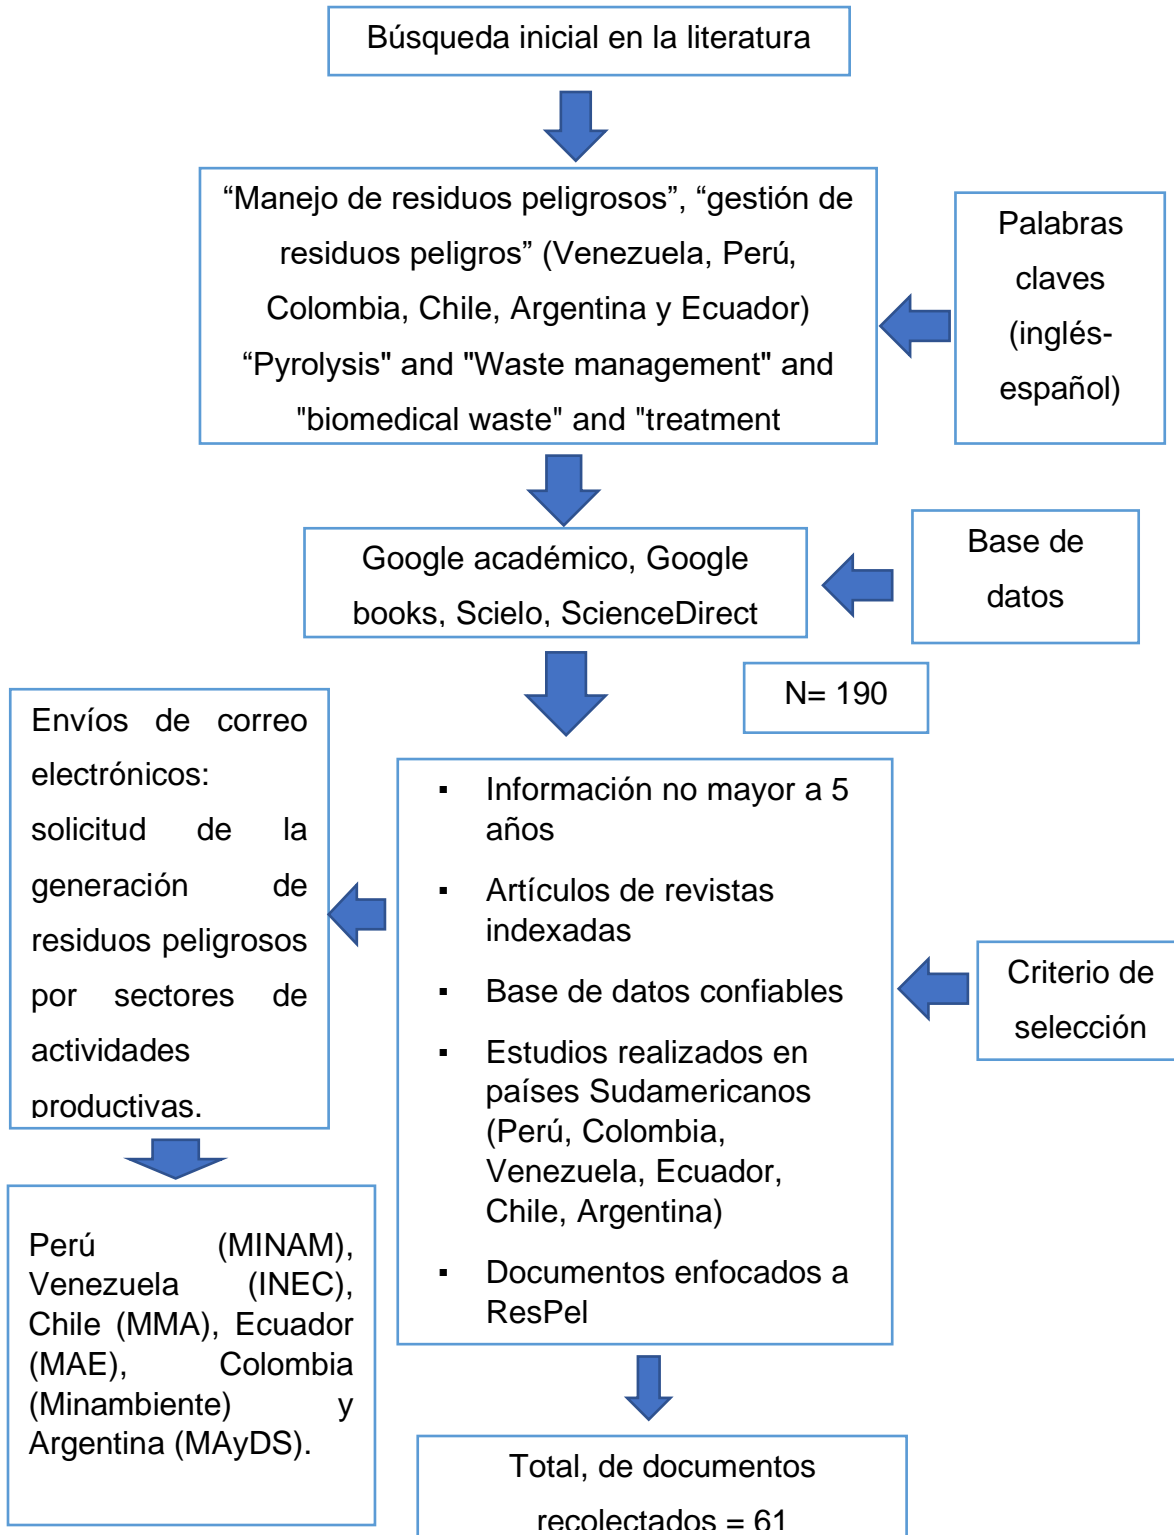 Búsqueda inicial en la literatura
“Manejo de residuos peligrosos”, “gestión de
residuos peligros” (Venezuela, Perú,
Colombia, Chile, Argentina y Ecuador)
“Pyrolysis" and "Waste management" and
"biomedical waste" and "treatment
Palabras
claves
(inglés-
español)
Google académico, Google
books, Scielo, ScienceDirect
Base de
datos
N= 190
Envíos de correo
electrónicos:
solicitud de la
generación de
residuos peligrosos
por sectores de
actividades
productivas.
▪ Información no mayor a 5
años
▪ Artículos de revistas
indexadas
▪ Base de datos confiables
▪ Estudios realizados en
países Sudamericanos
(Perú, Colombia,
Venezuela, Ecuador,
Chile, Argentina)
▪ Documentos enfocados a
ResPel
Criterio de
selección
Perú (MINAM),
Venezuela (INEC),
Chile (MMA), Ecuador
(MAE), Colombia
(Minambiente) y
Argentina (MAyDS).
Total, de documentos
recolectados = 61